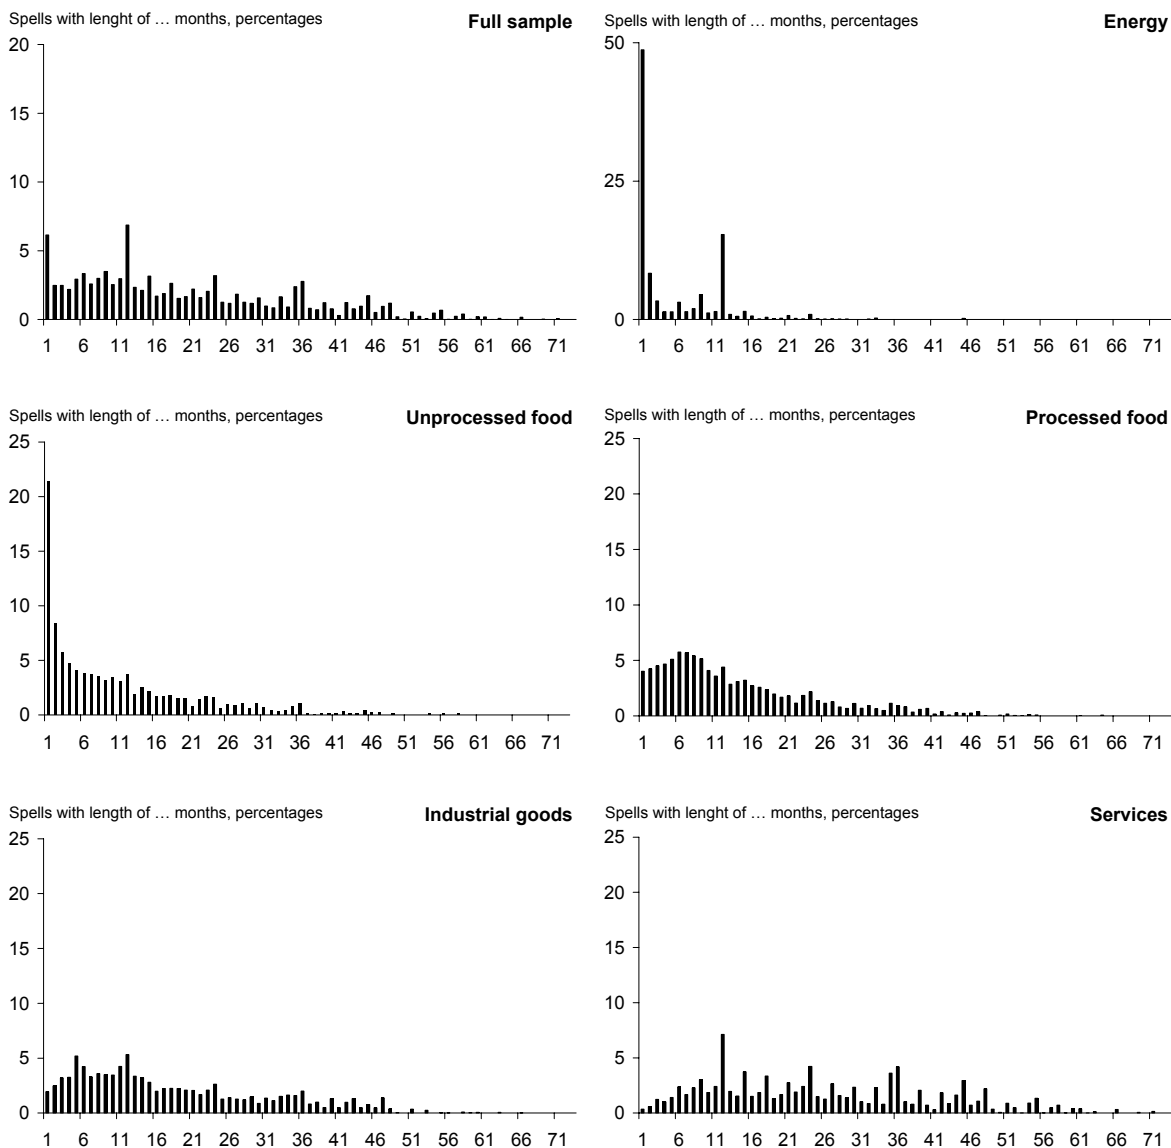 Spells with lenght of … months, percentages
Full sample
20
15
10
5
0
1 6 11 16 21 26 31 36 41 46 51 56 61 66 71
Spells with lenght of … months, percentages
Energy
50
25
0
1 6 11 16 21 26 31 36 41 46 51 56 61 66 71
Spells with length of … months, percentages
Unprocessed food
25
20
15
10
5
0
1 6 11 16 21 26 31 36 41 46 51 56 61 66 71
Spells with length of … months, percentages
Processed food
25
20
15
10
5
0
1 6 11 16 21 26 31 36 41 46 51 56 61 66 71
Spells with length of … months, percentages
Industrial goods
25
20
15
10
5
0
1 6 11 16 21 26 31 36 41 46 51 56 61 66 71
Spells with lenght of … months, percentages
Services
25
20
15
10
5
0
1 6 11 16 21 26 31 36 41 46 51 56 61 66 71